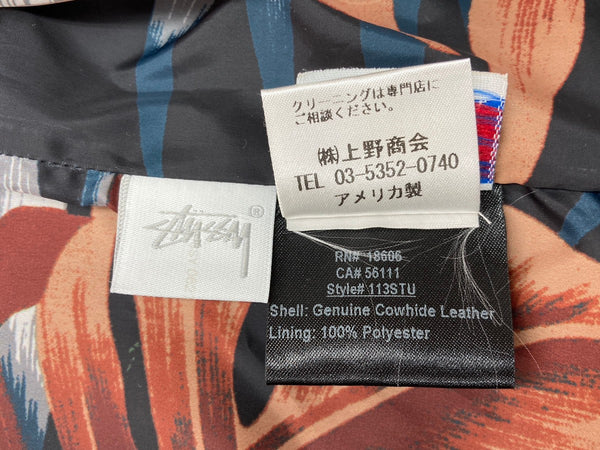 クリーニングは専門店に
ご相談ください。
㈱上野商会
TEL 03-5352-0740
アメリカ製
Stüssy
®
RN# 18606
CA# 56111
Style# 113STU
Shell: Genuine Cowhide Leather
Lining: 100% Polyester